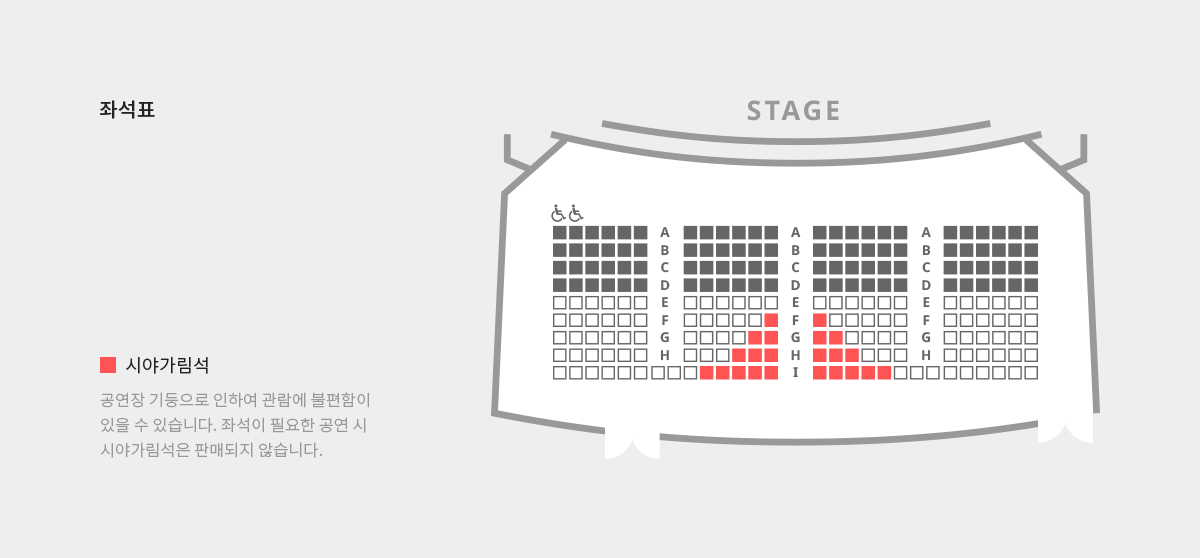 좌석표
STAGE
A A A
B B B
C C C
D D D
E E E
F F F
G G G
H H H
I
시야가림석
공연장 기둥으로 인하여 관람에 불편함이
있을 수 있습니다. 좌석이 필요한 공연 시
시야가림석은 판매되지 않습니다.